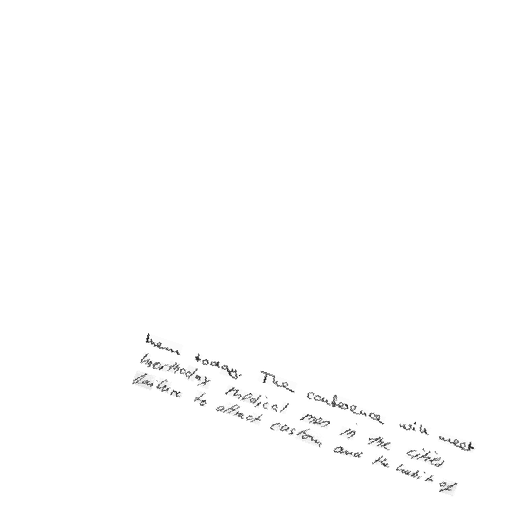 them today. The conference will meet
unorthodox medical men in the cities
failure to attract custom and the habit of